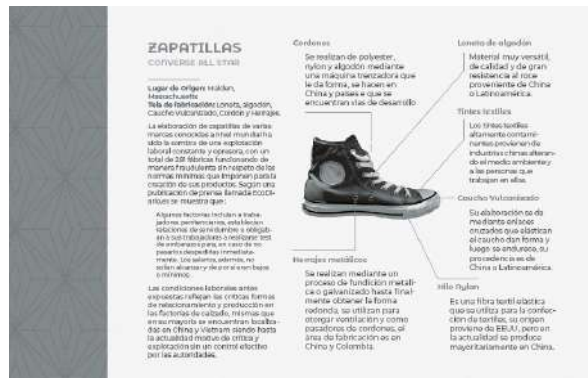 ZAPATILLAS
CONVERSE ALL STAR
Lugar de Origen: Malden,
Massachusetts
Tela de fabricación: Loneta, algodón,
Caucho Vulcanizado, Cordón y Herrajes.
La elaboración de zapatillas de varias
marcas conocidas a nivel mundial ha
sido la sombra de una explotación
laboral constante y opresora, con un
total de fábricas funcionando de
manera fraudulenta sin respeto de las
normas mínimas que imponen para la
creación de sus productos. Según una
publicación de prensa llamada
se muestra que:
Algunas factorías incluían a traba-
jadores penitenciarios, establecían
relaciones de servidumbre u obligab-
an a sus trabajadores a realizarse test
de embarazos para, en caso de no
pasarlos despedirlas inmediata-
mente. Los salarios, además, no
solían alcanzar y de por sí eran bajos
o mínimos.
Las condiciones laborales antes
expuestas reflejan las críticas formas
de relacionamiento y producción en
las factorías de calzado, mismas que
en su mayoría se encuentran localiza-
das en China y Vietnam siendo hasta
la actualidad motivo de crítica y
explotación sin un control efectivo
por las autoridades.
Cordones
Se realizan de polyester,
nylon y algodón mediante
una máquina trenzadora que
le da forma, se hacen en
China y países e que se
encuentran vías de desarrollo
Herrajes metálicos
Se realizan mediante un
proceso de fundición metáli-
ca o galvanizado hasta final-
mente obtener la forma
redonda, se utilizan para
otorgar ventilación y como
pasadores de cordones, el
área de fabricación es en
China y Colombia.
Loneta de algodón
Material muy versátil,
de calidad y de gran
resistencia al roce
proveniente de China
o Latinoamérica.
Tintes textiles
Los tintes textiles
altamente contami-
nantes provienen de
industrias chinas alteran-
do el medio ambiente y
a las personas que
trabajan en ellas.
Caucho Vulcanizado
Su elaboración se da
mediante enlaces
cruzados que elastican
el caucho dan forma y
luego se endurece, su
procedencia es de
China o Latinoamérica.
Hilo Nylon
Es una fibra textil elástica
que se utiliza para la confec-
ción de textiles, su origen
proviene de EEUU, pero en
la actualidad se produce
mayoritariamente en China.